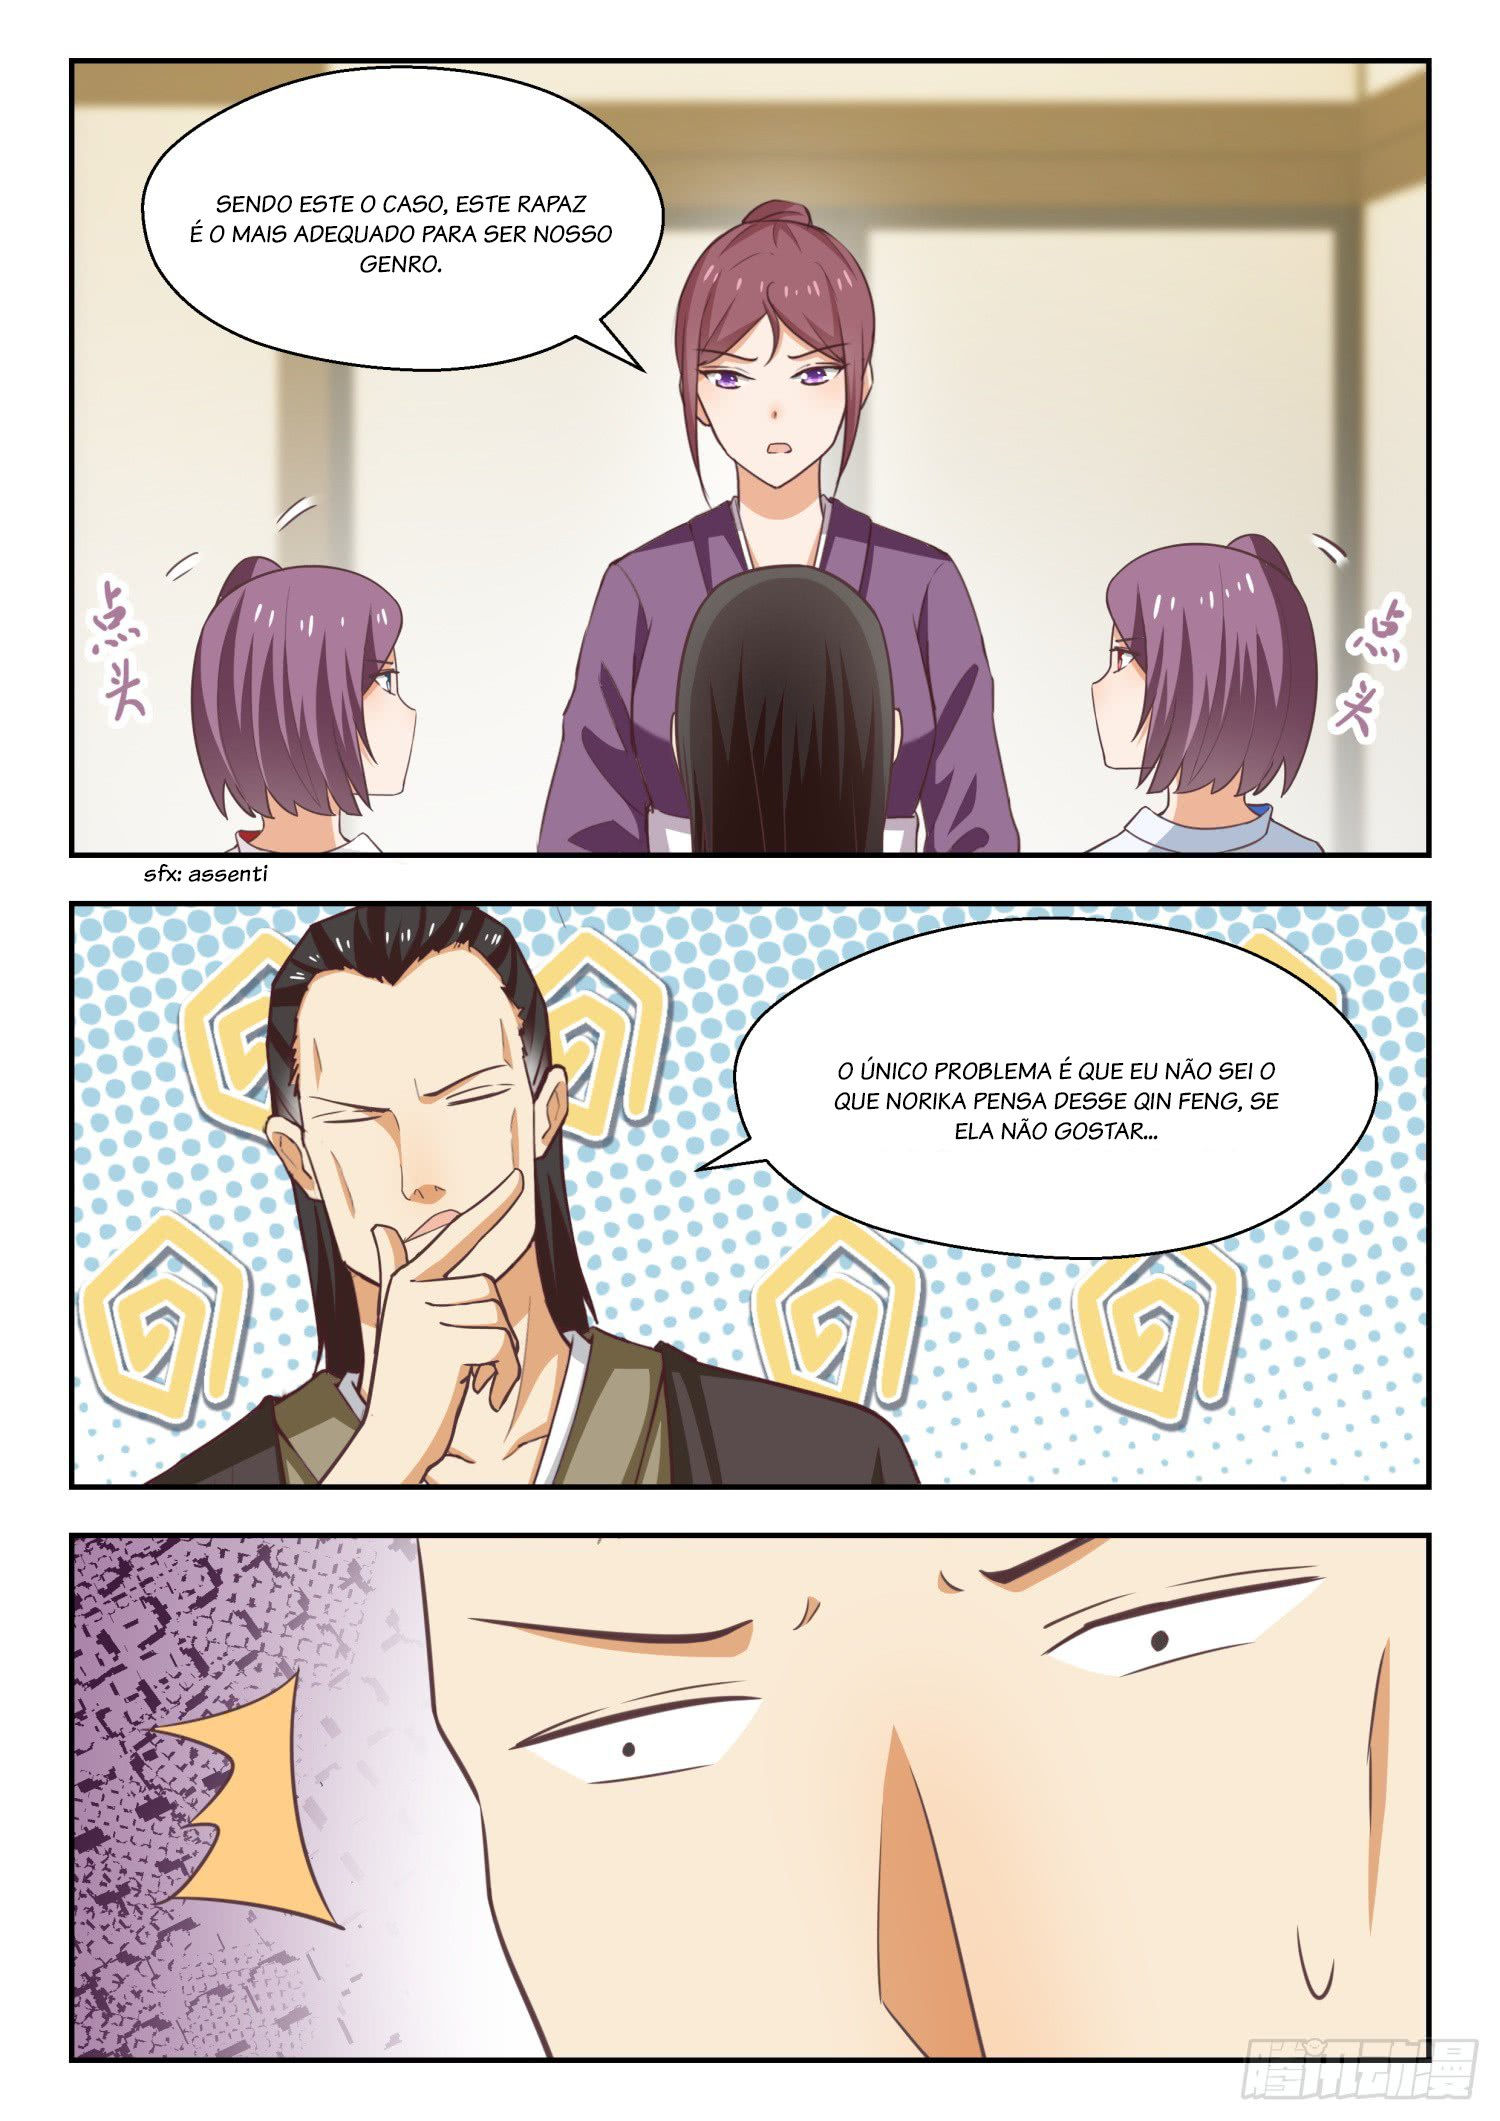 SENDO ESTE O CASO, ESTE RAPAZ
É O MAIS ADEQUADO PARA SER NOSSO
GENRO.
点头
点头
sfx: assenti
O ÚNICO PROBLEMA É QUE EU NÃO SEI O
QUE NORIKA PENSA DESSE QIN FENG, SE
ELA NÃO GOSTAR...
腾讯动漫